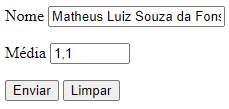 Nome Matheus Luiz Souza da Fons
Média 1,1
Enviar Limpar